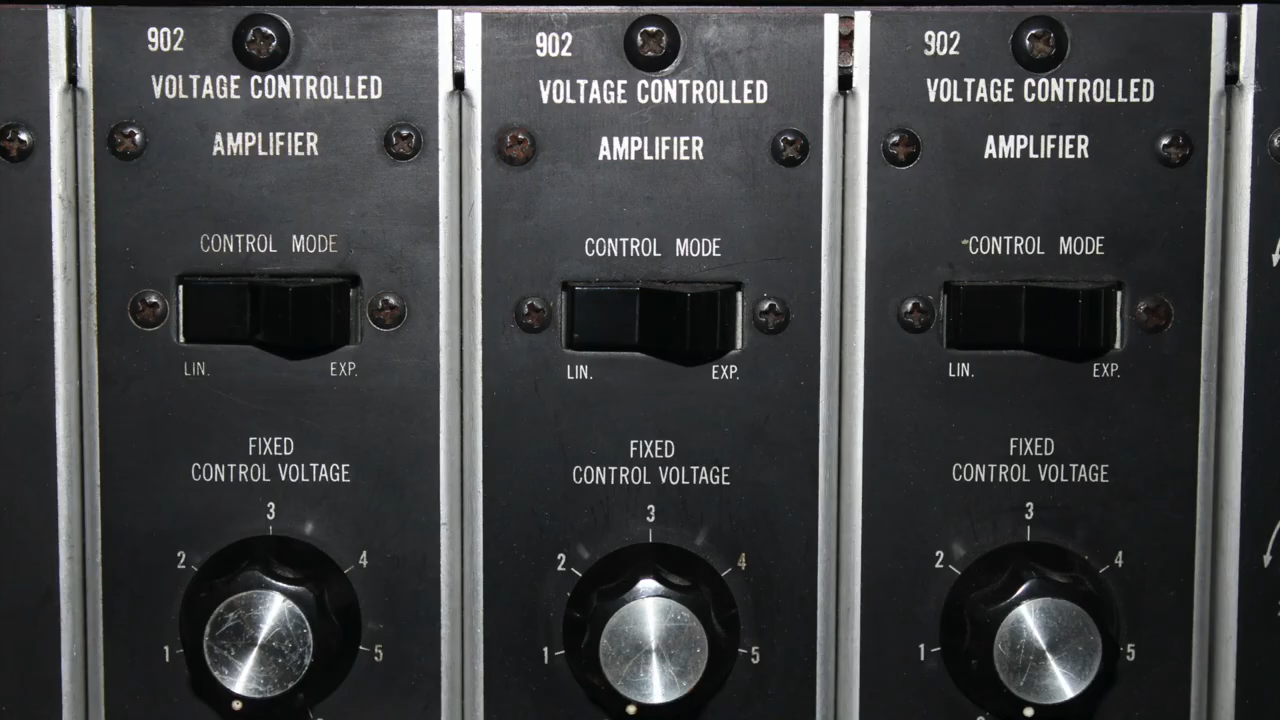 902
VOLTAGE CONTROLLED
AMPLIFIER
CONTROL MODE
LIN. EXP.
FIXED
CONTROL VOLTAGE
3
2 4
1 5
902
VOLTAGE CONTROLLED
AMPLIFIER
CONTROL MODE
LIN. EXP.
FIXED
CONTROL VOLTAGE
3
2 4
1 5
902
VOLTAGE CONTROLLED
AMPLIFIER
CONTROL MODE
LIN. EXP.
FIXED
CONTROL VOLTAGE
3
2 4
1 5